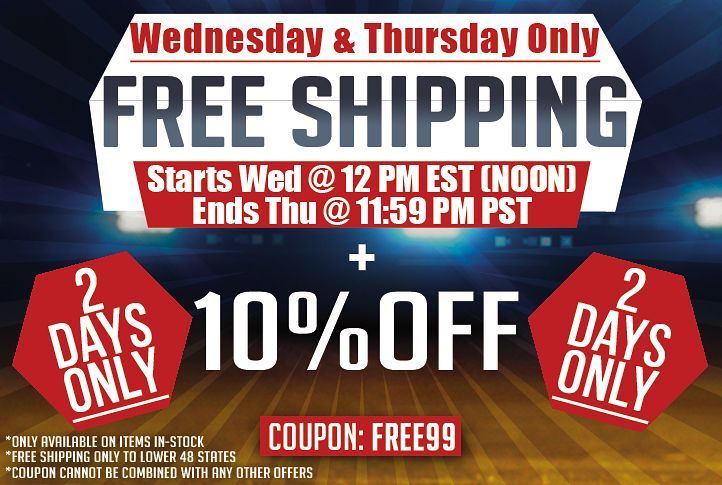 Wednesday & Thursday Only
FREE SHIPPING
Starts Wed @ 12 PM EST (NOON)
Ends Thu @ 11:59 PM PST
+
2
DAYS
ONLY
10%OFF
2
DAYS
ONLY
COUPON: FREE99
*ONLY AVAILABLE ON ITEMS IN-STOCK
*FREE SHIPPING ONLY TO LOWER 48 STATES
*COUPON CANNOT BE COMBINED WITH ANY OTHER OFFERS